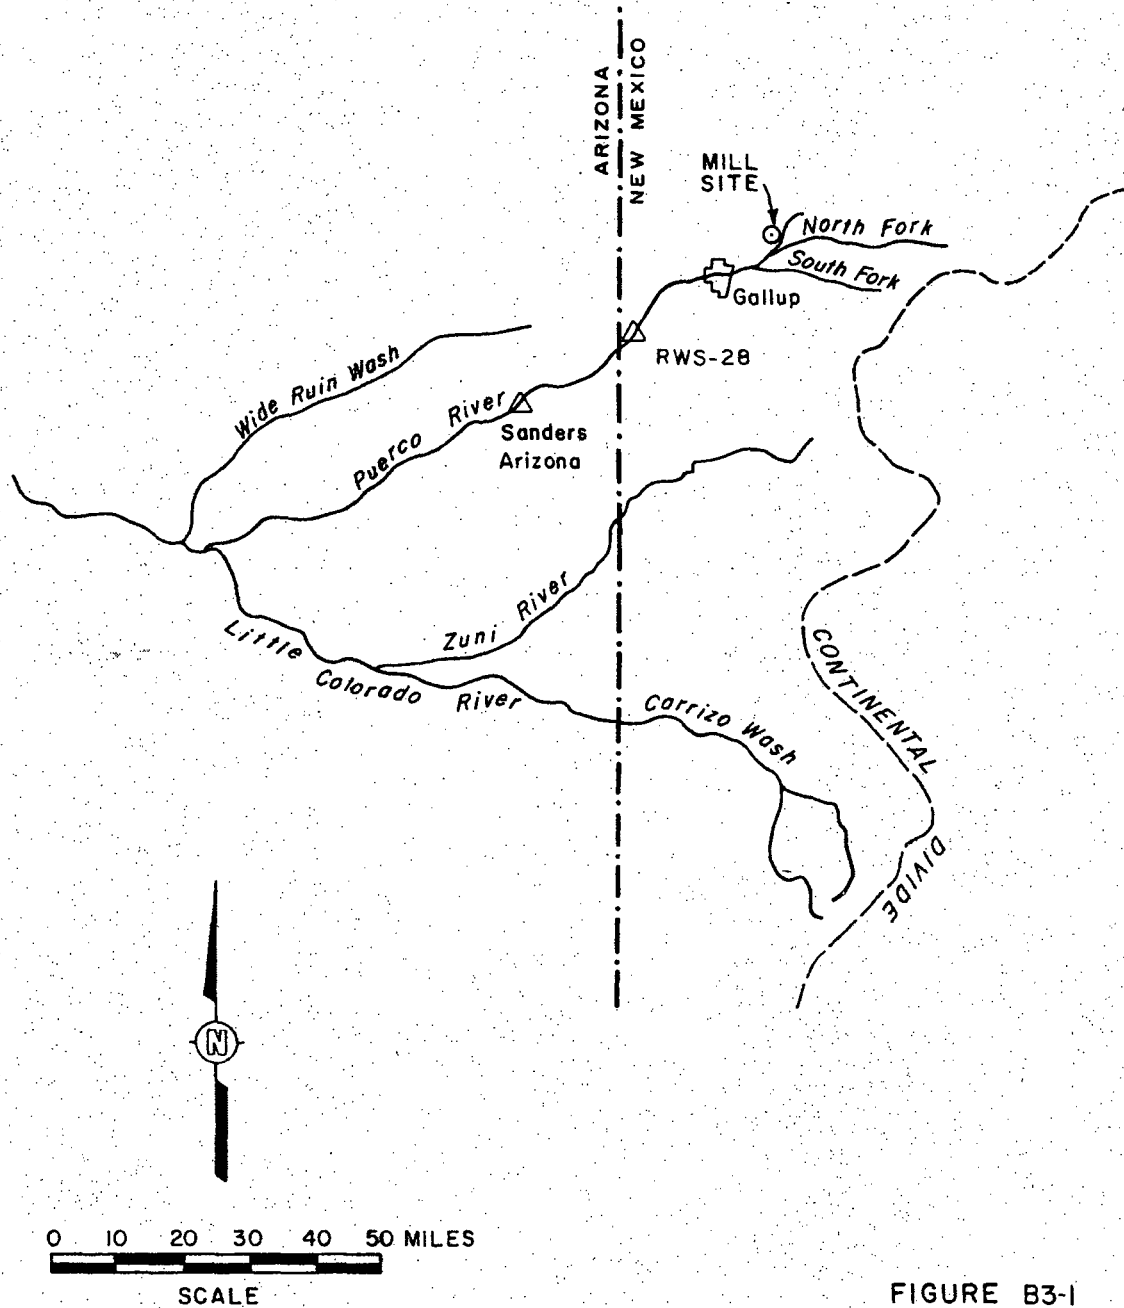 ARIZONA
NEW MEXICO
MILL
SITE
North Fork
South Fork
Gallup
RWS-28
Wide Ruin Wash
Puerco River
Sanders
Arizona
Zuni River
Little Colorado River
Carrizo Wash
CONTINENTAL DIVIDE
N
0 10 20 30 40 50 MILES
SCALE
FIGURE B3-1